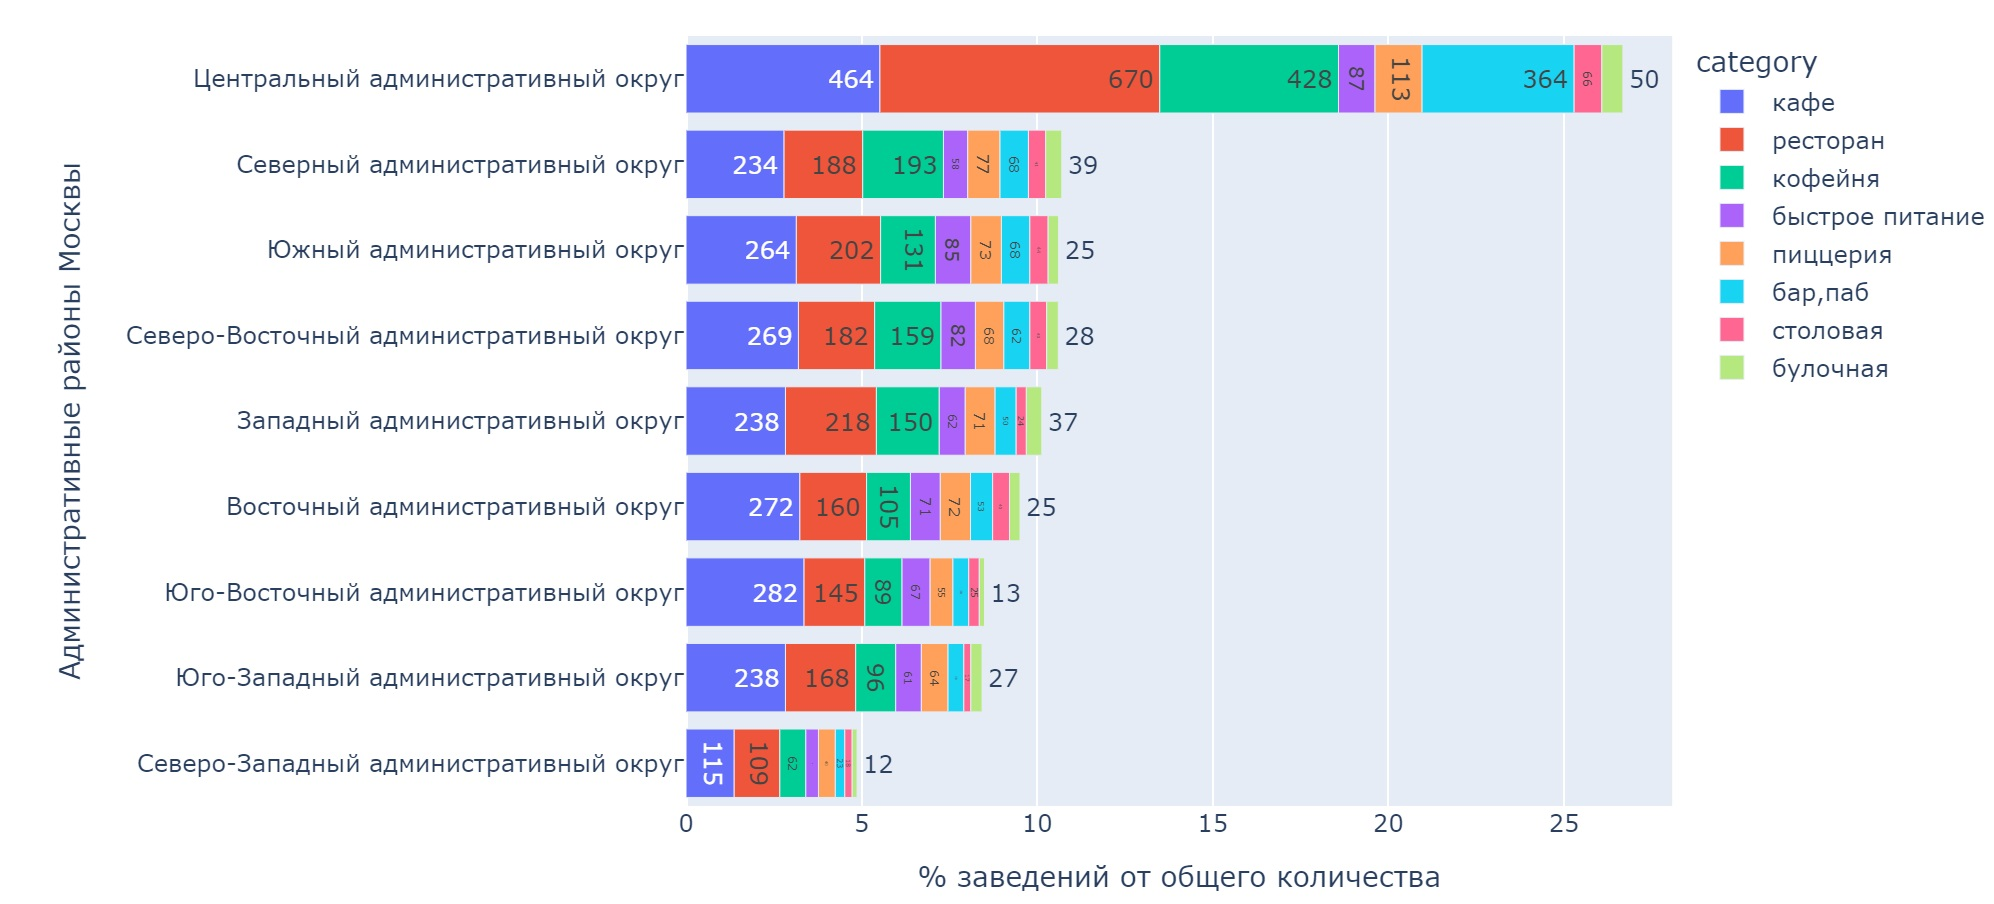 Административные районы Москвы
Центральный административный округ 464 670 428 87 113 364 66 50
Северный административный округ 234 188 193 58 77 68 39
Южный административный округ 264 202 131 85 73 68 25
Северо-Восточный административный округ 269 182 159 82 68 62 28
Западный административный округ 238 218 150 62 71 50 24 37
Восточный административный округ 272 160 105 71 72 53 25
Юго-Восточный административный округ 282 145 89 67 55 25 13
Юго-Западный административный округ 238 168 96 61 64 27
Северо-Западный административный округ 115 109 62 23 12
0 5 10 15 20 25
% заведений от общего количества
category
кафе
ресторан
кофейня
быстрое питание
пиццерия
бар,паб
столовая
булочная